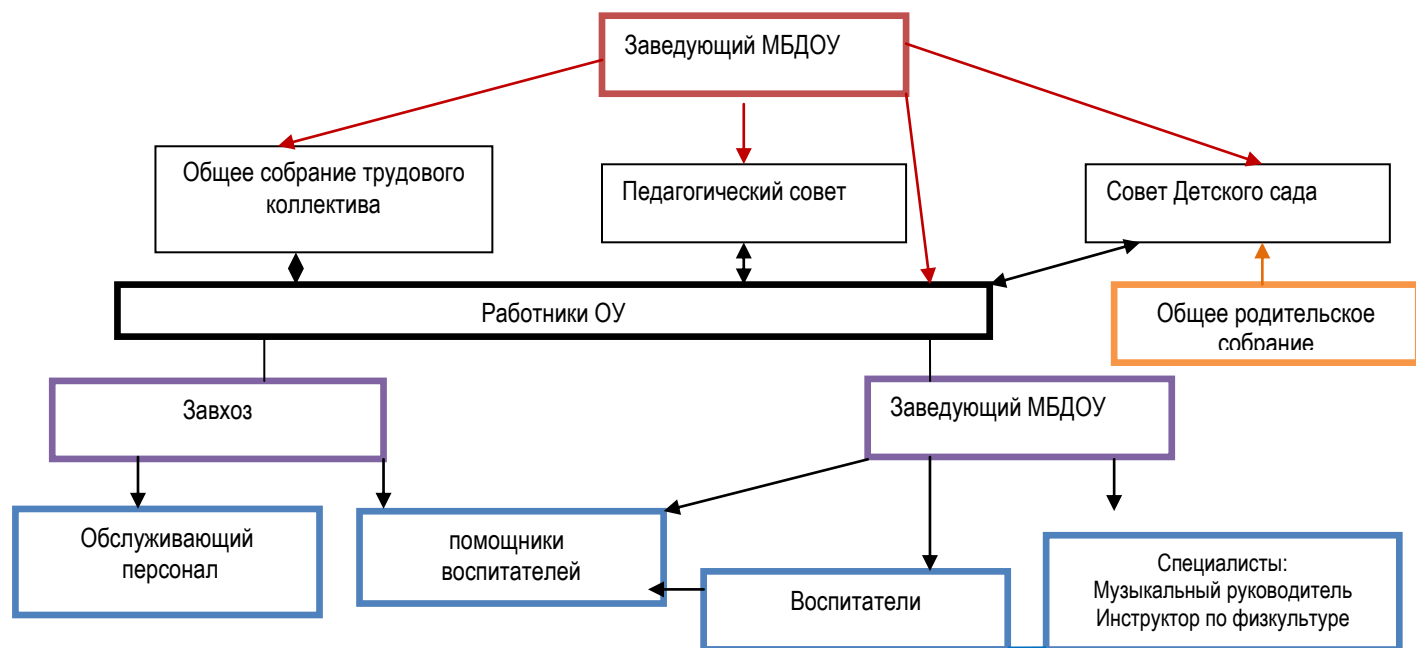 Заведующий МБДОУ
Общее собрание трудового
коллектива
Педагогический совет
Совет Детского сада
Работники ОУ
Общее родительское
собрание
Завхоз
Заведующий МБДОУ
Обслуживающий
персонал
помощники
воспитателей
Воспитатели
Специалисты:
Музыкальный руководитель
Инструктор по физкультуре